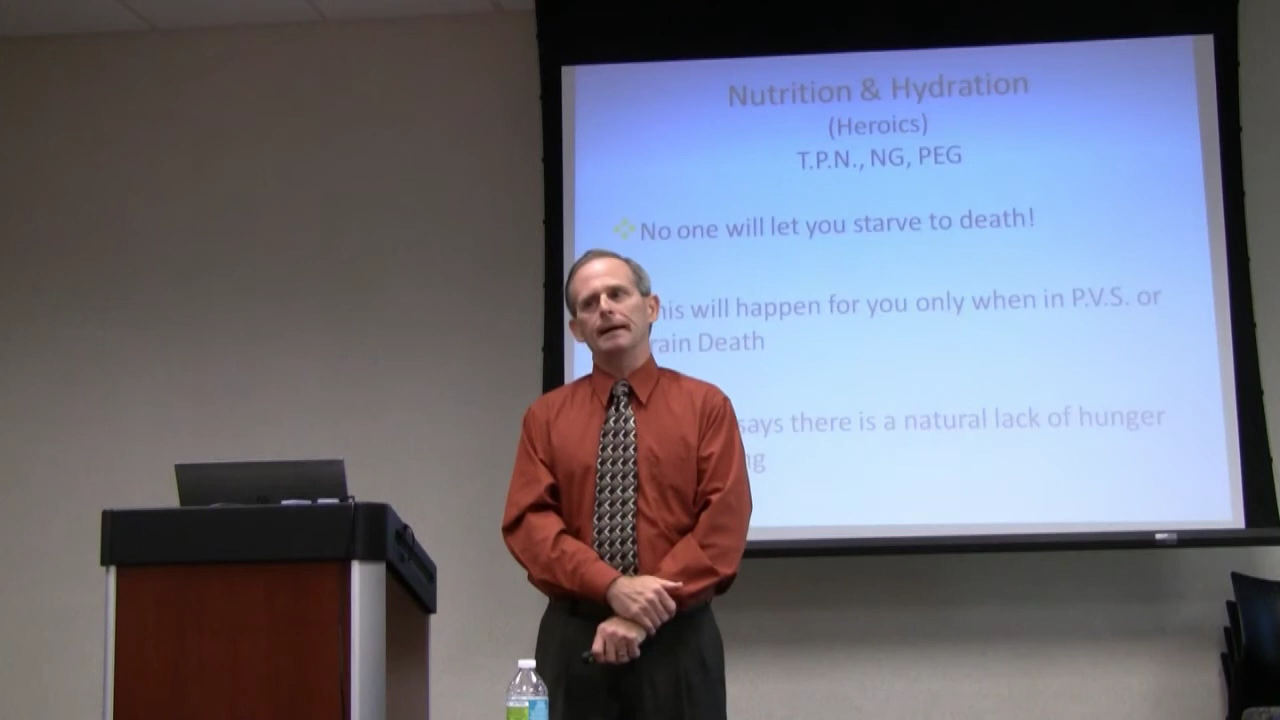 Nutrition & Hydration
(Heroics)
T.P.N., NG, PEG
No one will let you starve to death!
his will happen for you only when in P.V.S. or
rain Death
says there is a natural lack of hunger
ng